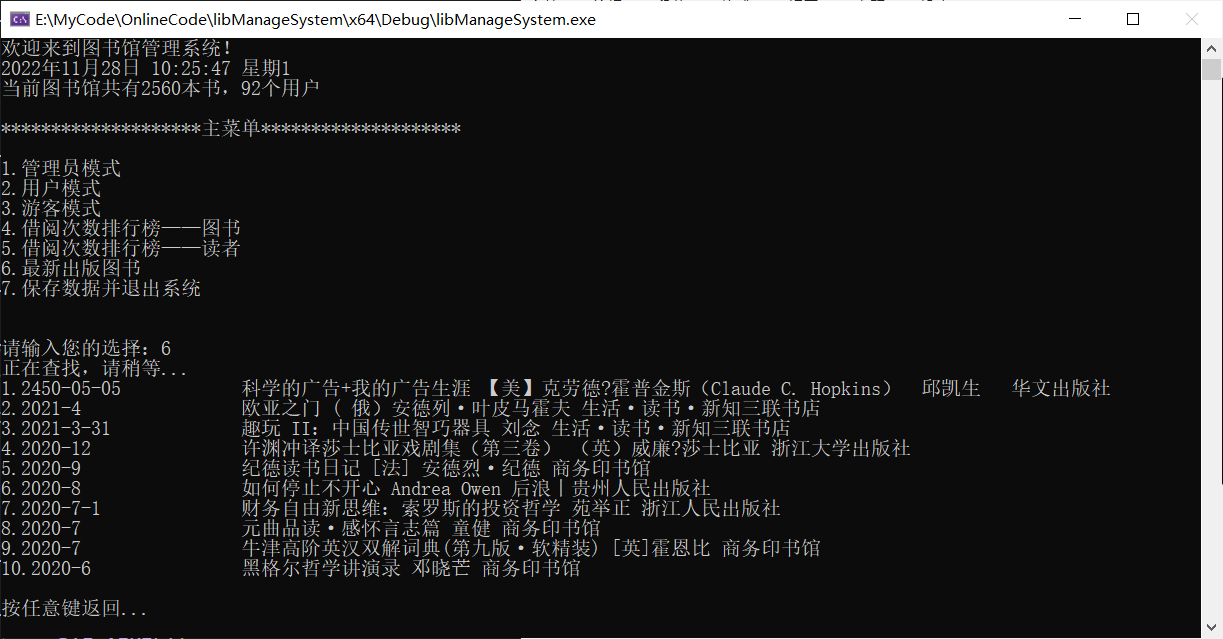 E:\MyCode\OnlineCode\libManageSystem\x64\Debug\libManageSystem.exe
欢迎来到图书馆管理系统!
2022年11月28日 10:25:47 星期1
当前图书馆共有2560本书，92个用户
********************主菜单********************
1.管理员模式
2.用户模式
3.游客模式
4.借阅次数排行榜——图书
5.借阅次数排行榜——读者
6.最新出版图书
7.保存数据并退出系统
请输入您的选择：6
正在查找，请稍等...
1.2450-05-05 科学的广告+我的广告生涯 【美】克劳德?霍普金斯（Claude C. Hopkins） 邱凯生 华文出版社
2.2021-4 欧亚之门 ( 俄）安德列·叶皮马霍夫 生活·读书·新知三联书店
3.2021-3-31 趣玩 II：中国传世智巧器具 刘念 生活·读书·新知三联书店
4.2020-12 许渊冲译莎士比亚戏剧集（第三卷） （英）威廉?莎士比亚 浙江大学出版社
5.2020-9 纪德读书日记 [法] 安德烈·纪德 商务印书馆
6.2020-8 如何停止不开心 Andrea Owen 后浪丨贵州人民出版社
7.2020-7-1 财务自由新思维：索罗斯的投资哲学 苑举正 浙江人民出版社
8.2020-7 元曲品读·感怀言志篇 童健 商务印书馆
9.2020-7 牛津高阶英汉双解词典(第九版·软精装) [英]霍恩比 商务印书馆
10.2020-6 黑格尔哲学讲演录 邓晓芒 商务印书馆
按任意键返回...